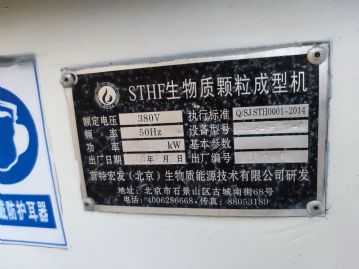 STHF生物质颗粒成型机
额定电压 380V 执行标准 Q/SJSTH0001-2014
频率 50Hz 设备型号
功率 kW 基本参数
出厂日期 年 月 日 出厂编号
首特宏发（北京）生物质能源技术有限公司研发
地址：北京市石景山区古城南街68号
电话：4006286668 传真：88953189
戴防护耳器